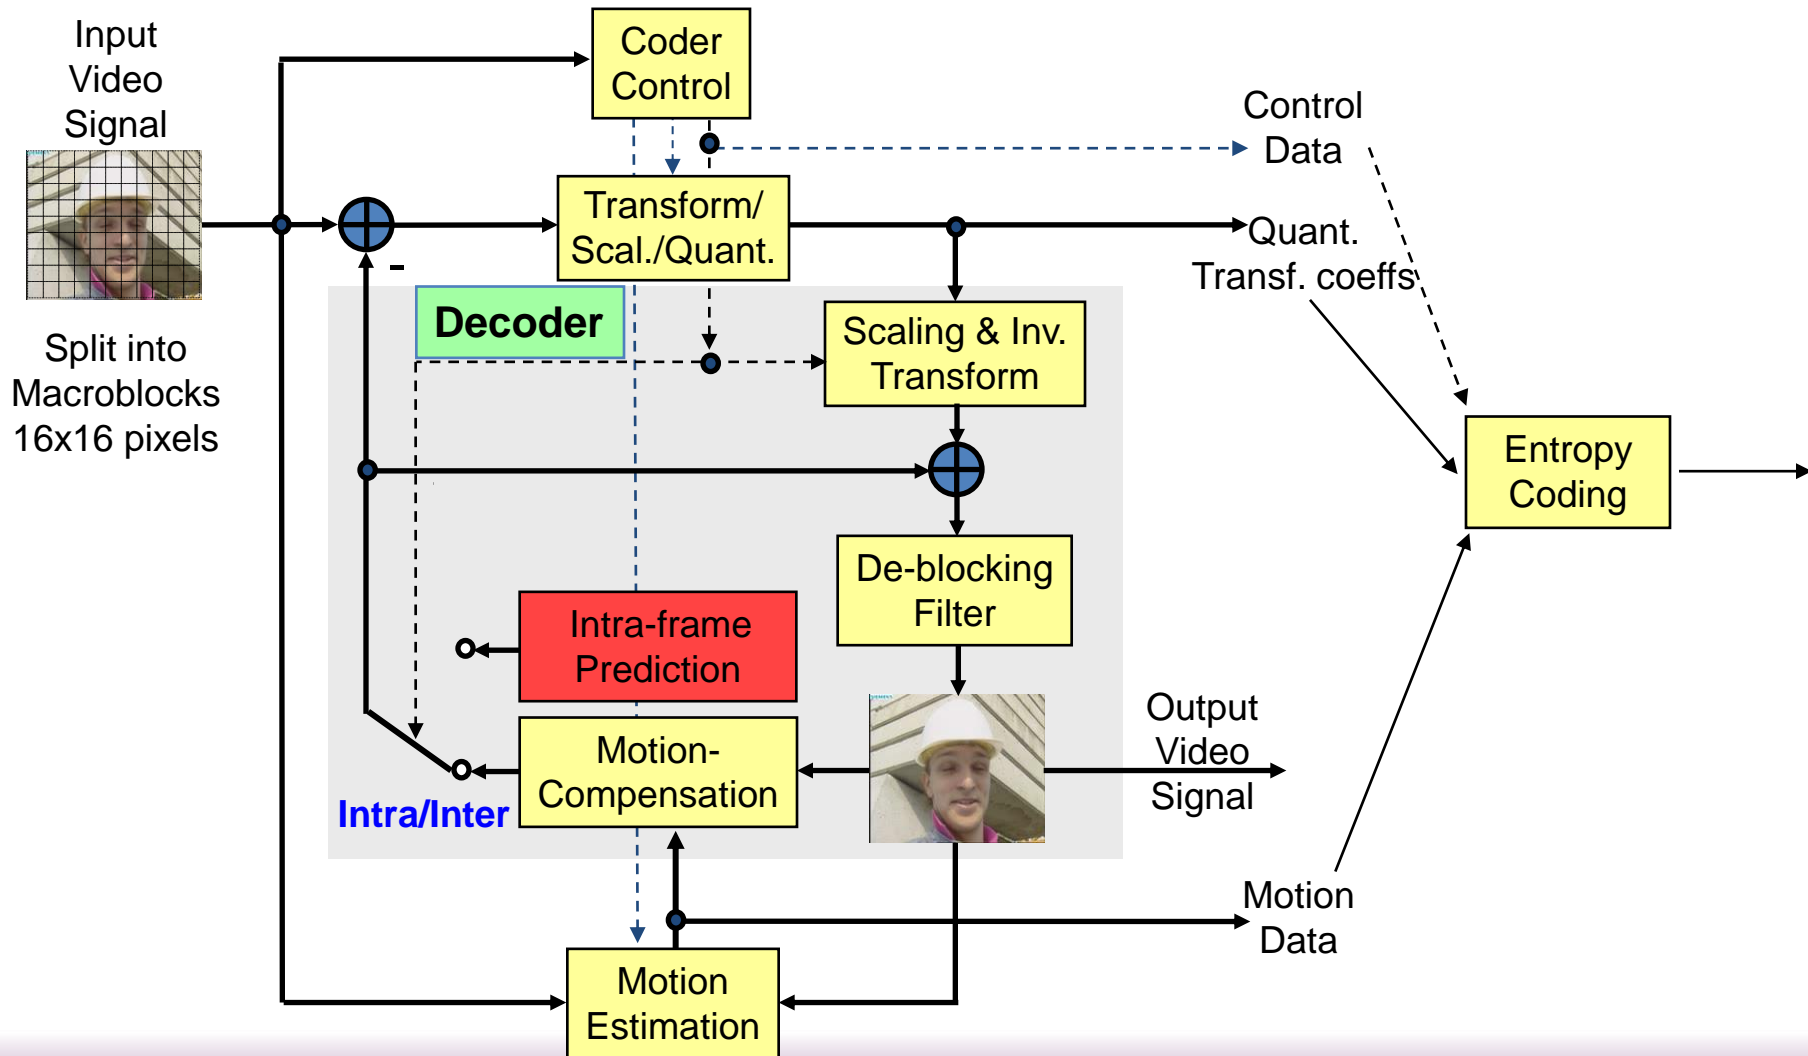 Input
Video
Signal
Split into
Macroblocks
16x16 pixels
Coder
Control
Control
Data
Transform/
Scal./Quant.
-
Quant.
Transf. coeffs
Decoder
Scaling & Inv.
Transform
Entropy
Coding
De-blocking
Filter
Intra-frame
Prediction
Motion-
Compensation
Intra/Inter
Output
Video
Signal
Motion
Data
Motion
Estimation